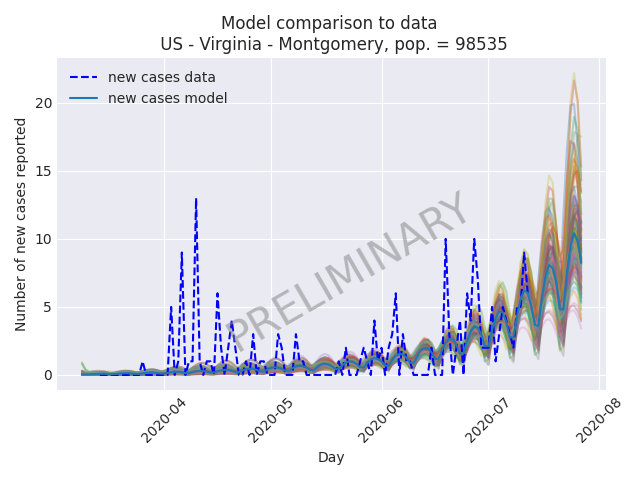 Model comparison to data
US - Virginia - Montgomery, pop. = 98535
new cases data
new cases model
Number of new cases reported
20
15
10
5
0
PRELIMINARY
2020-04
2020-05
2020-06
2020-07
2020-08
Day